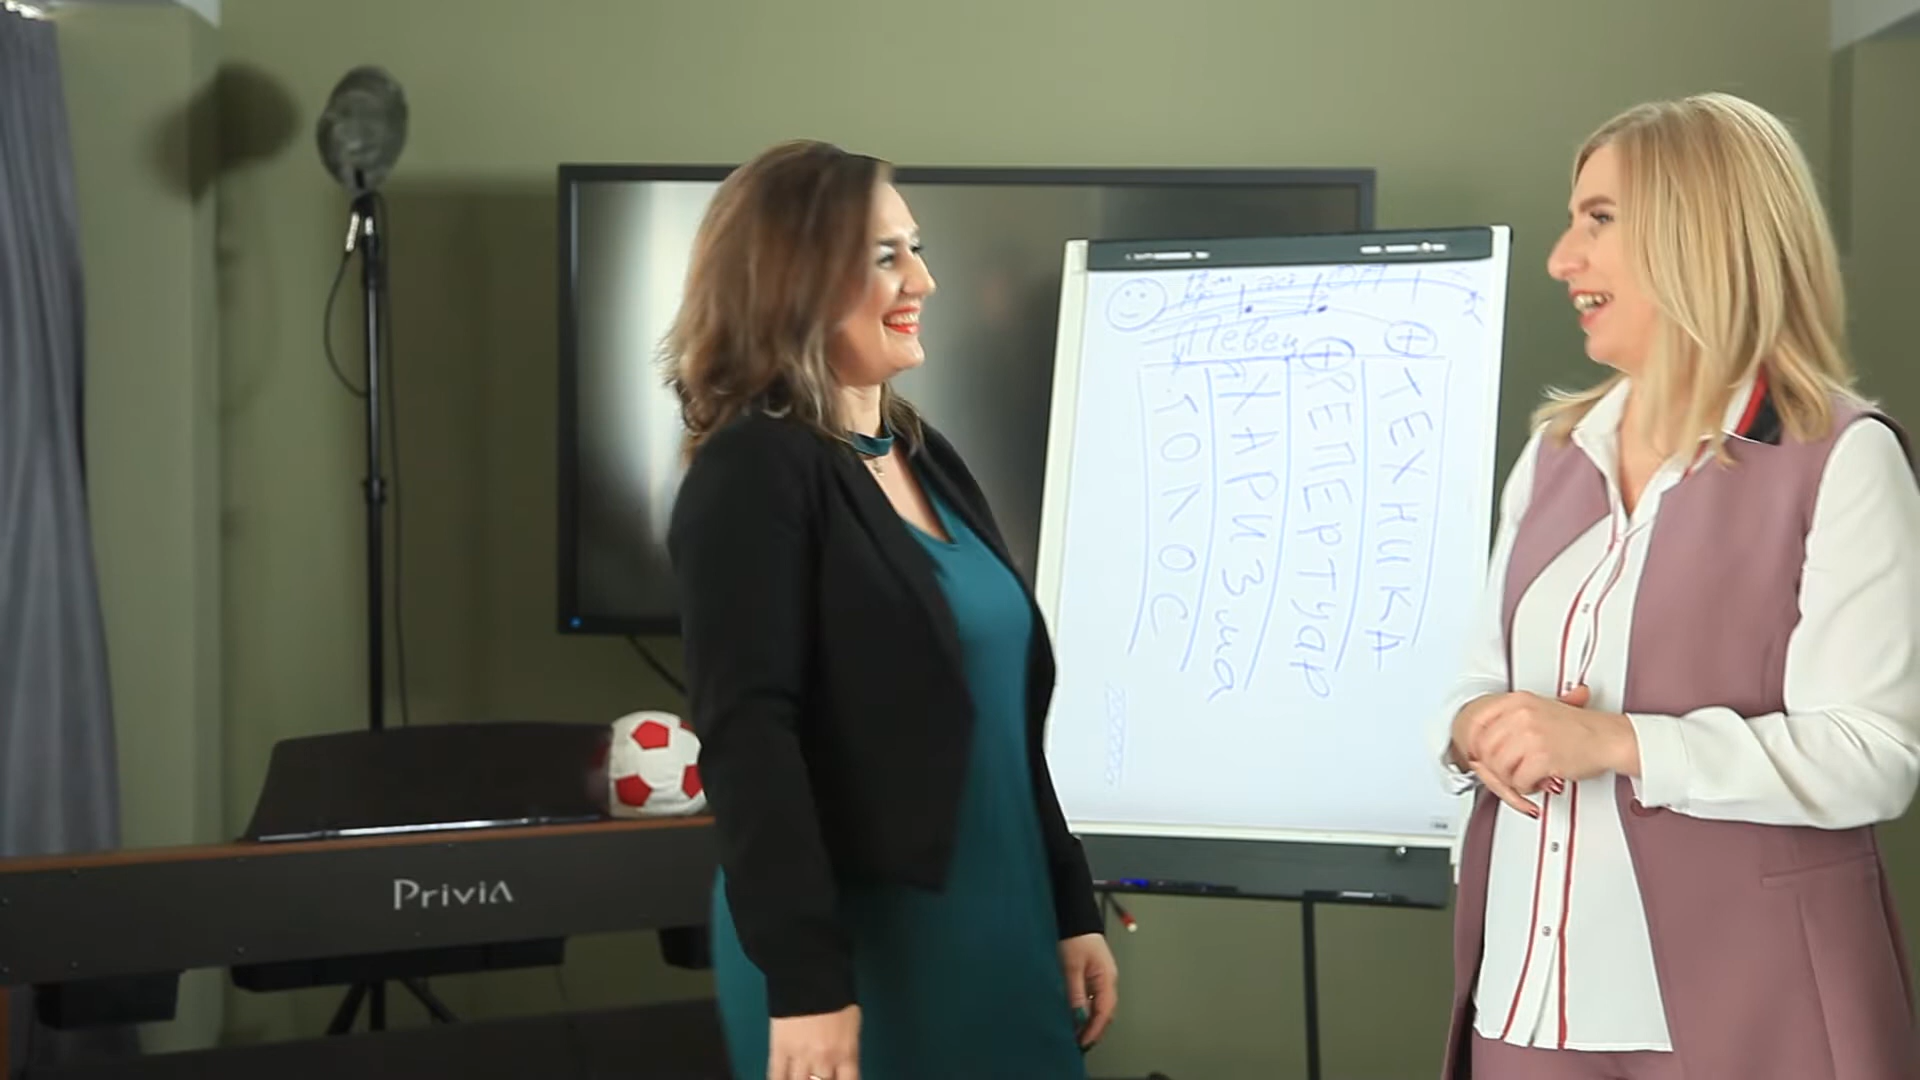 Певец
ГОЛОС
ХАРИЗМА
РЕПЕРТУАР
ТЕХНИКА
PriviA